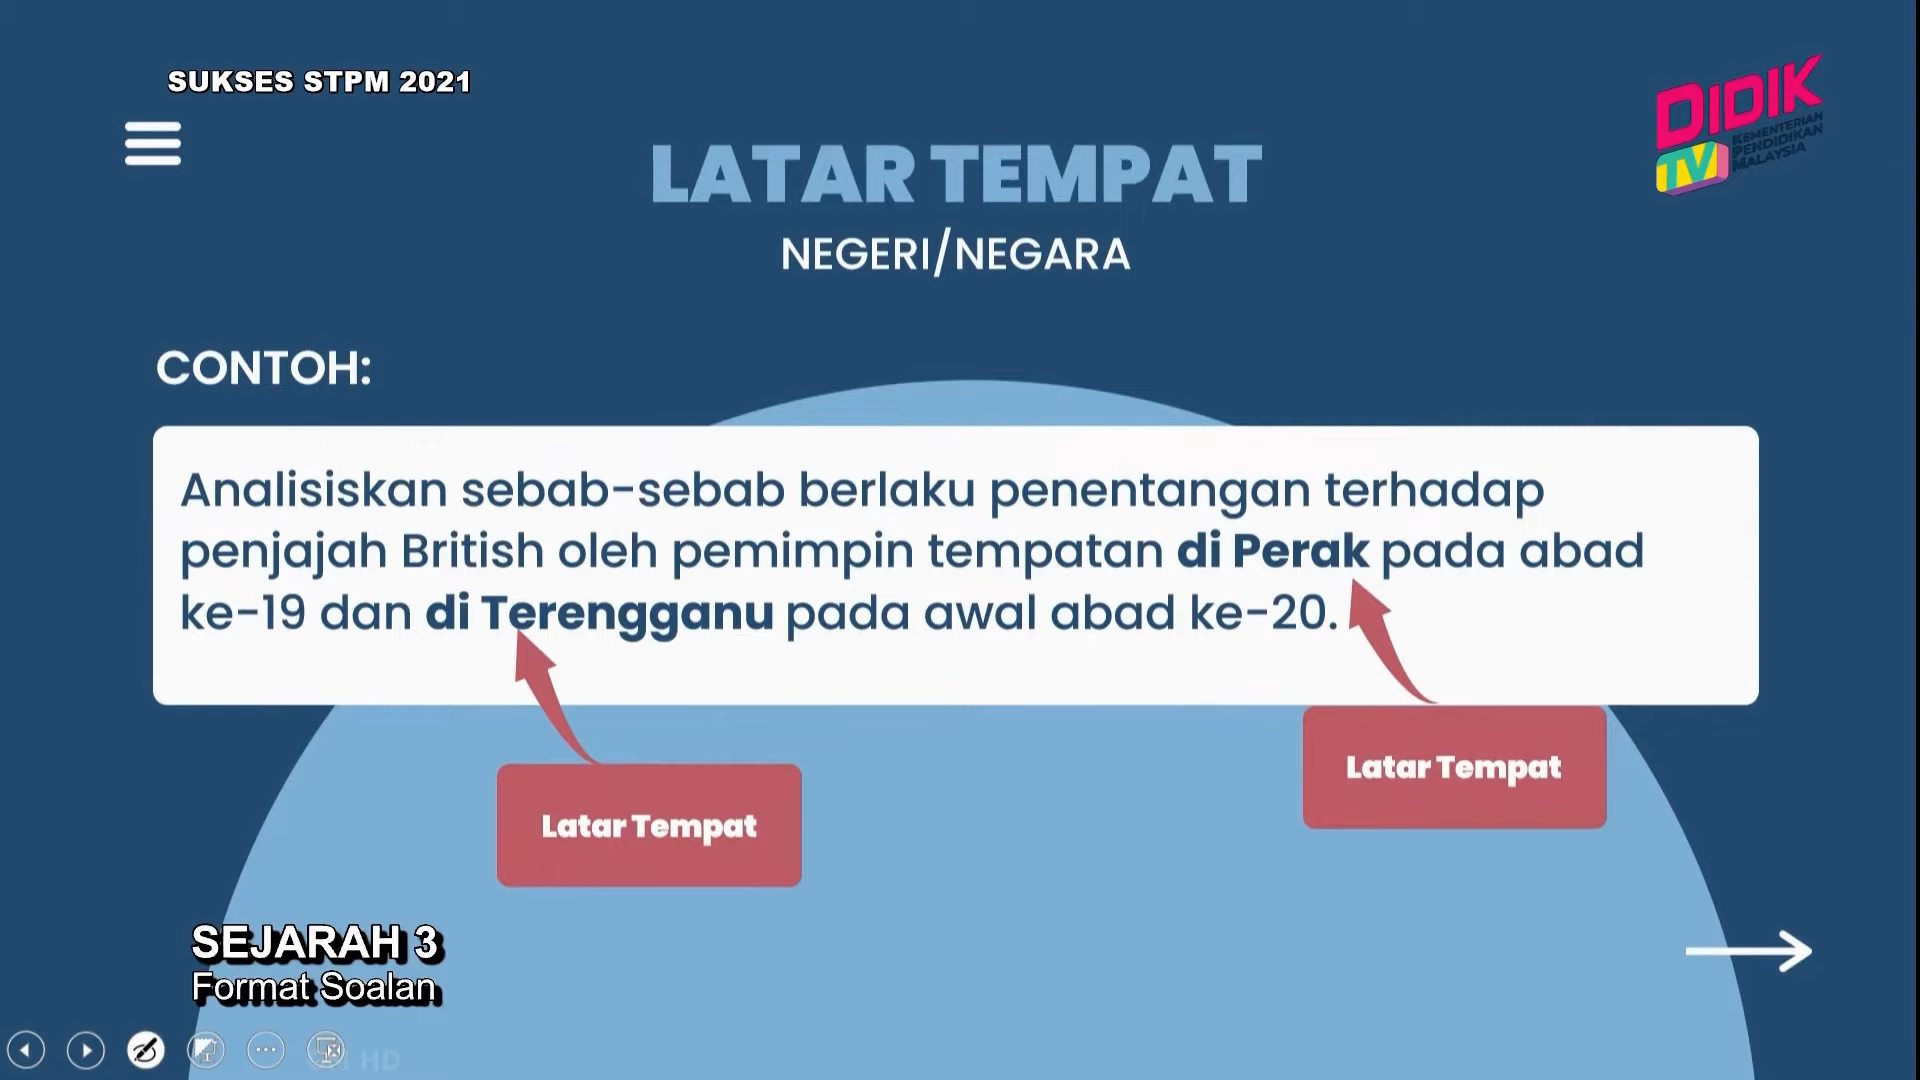 SUKSES STPM 2021
DIDIK
TV
KEMENTERIAN
PENDIDIKAN
MALAYSIA
LATAR TEMPAT
NEGERI/NEGARA
CONTOH:
Analisiskan sebab-sebab berlaku penentangan terhadap
penjajah British oleh pemimpin tempatan di Perak pada abad
ke-19 dan di Terengganu pada awal abad ke-20.
Latar Tempat
Latar Tempat
SEJARAH 3
Format Soalan
HD